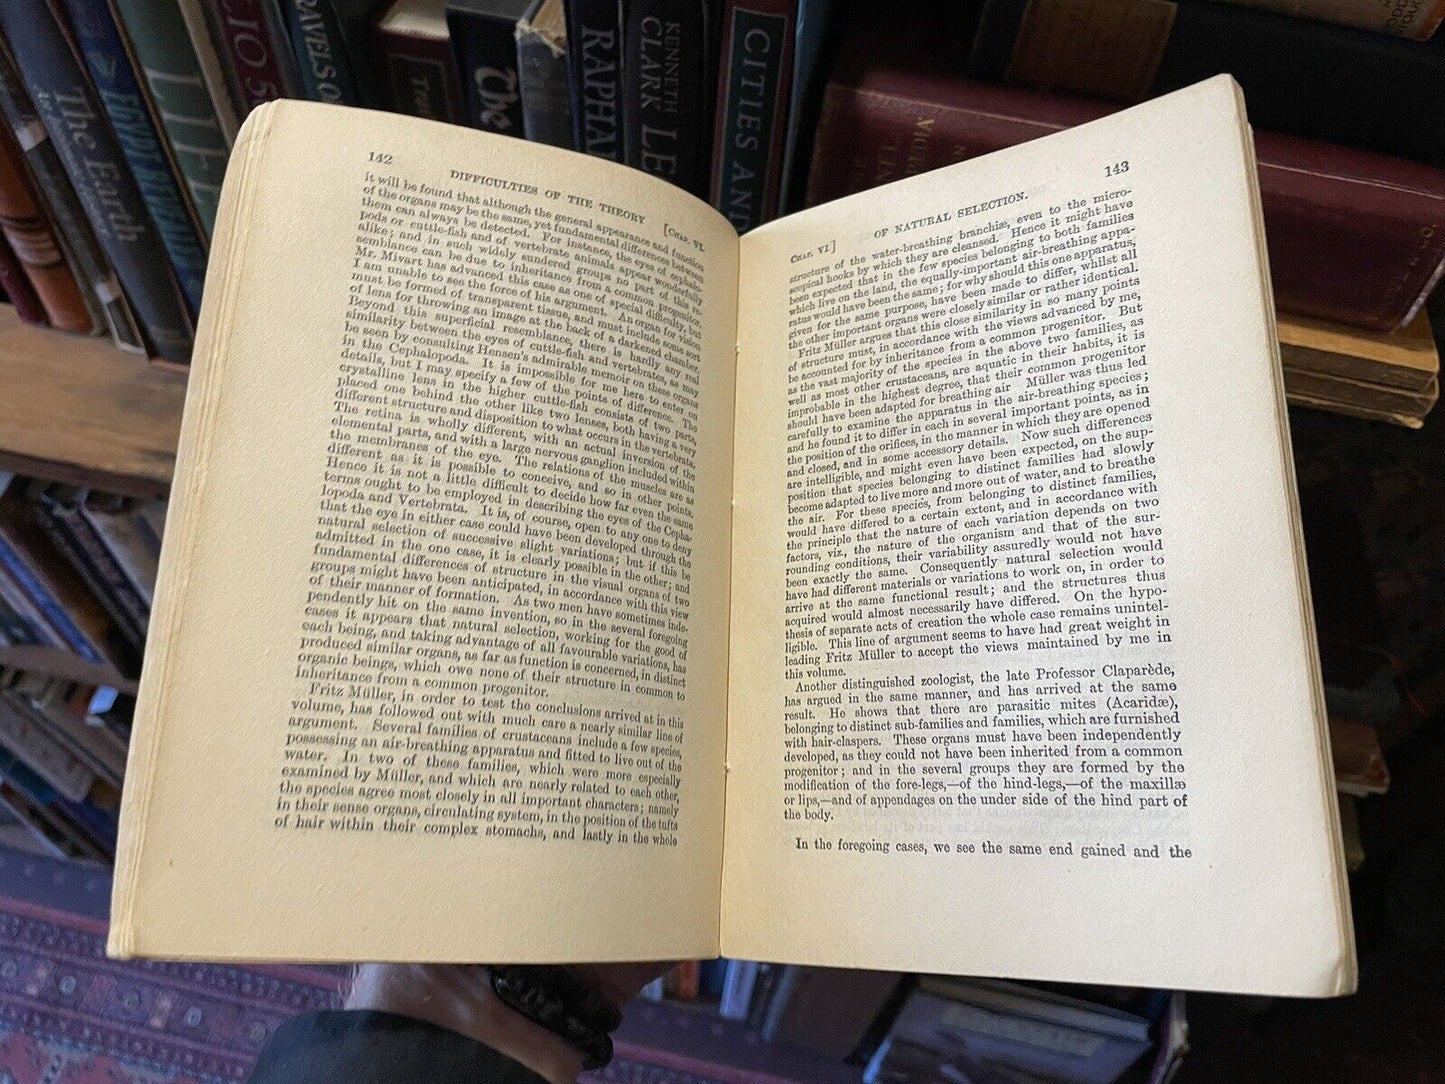 The Earth
EGYPT
LIFE
TRAVELS
The
RAPHA
KENNETH
CLARK
LE
CITIES AND
142
DIFFICULTIES OF THE THEORY
[CHAP. VI.
it will be found that although the general appearance and function
of the organs may be the same, yet fundamental differences between
them can always be detected. For instance, the eyes of cephalo-
pods or cuttle-fish and of vertebrate animals appear wonderfully
alike; and in such widely sundered groups no part of this re-
semblance can be due to inheritance from a common progenitor.
Mr. Mivart has advanced this case as one of special difficulty, but
I am unable to see the force of his argument. An organ for vision
must be formed of transparent tissue, and must include some sort
of lens for throwing an image at the back of a darkened chamber.
Beyond this superficial resemblance, there is hardly any real
similarity between the eyes of cuttle-fish and vertebrates, as may
be seen by consulting Hensen's admirable memoir on these organs
in the Cephalopoda. It is impossible for me here to enter on
details, but I may specify a few of the points of difference. The
crystalline lens in the higher cuttle-fish consists of two parts,
placed one behind the other like two lenses, both having a very
different structure and disposition to what occurs in the vertebrata.
The retina is wholly different, with an actual inversion of the
elemental parts, and with a large nervous ganglion included within
the membranes of the eye. The relations of the muscles are as
different as it is possible to conceive, and so in other points.
Hence it is not a little difficult to decide how far even the same
terms ought to be employed in describing the eyes of the Cepha-
lopoda and Vertebrata. It is, of course, open to any one to deny
that the eye in either case could have been developed through the
natural selection of successive slight variations; but if this be
admitted in the one case, it is clearly possible in the other; and
fundamental differences of structure in the visual organs of two
groups might have been anticipated, in accordance with this view
of their manner of formation. As two men have sometimes inde-
pendently hit on the same invention, so in the several foregoing
cases it appears that natural selection, working for the good of
each being, and taking advantage of all favourable variations, has
produced similar organs, as far as function is concerned, in distinct
organic beings, which owe none of their structure in common to
inheritance from a common progenitor.
Fritz Müller, in order to test the conclusions arrived at in this
volume, has followed out with much care a nearly similar line of
argument. Several families of crustaceans include a few species,
possessing an air-breathing apparatus and fitted to live out of the
water. In two of these families, which were more especially
examined by Müller, and which are nearly related to each other,
the species agree most closely in all important characters; namely
in their sense organs, circulating system, in the position of the tufts
of hair within their complex stomachs, and lastly in the whole
CHAP. VI.]
OF NATURAL SELECTION.
143
structure of the water-breathing branchiæ, even to the micro-
scopical hooks by which they are cleansed. Hence it might have
been expected that in the few species belonging to both families
which live on the land, the equally-important air-breathing appa-
ratus would have been the same; for why should this one apparatus,
given for the same purpose, have been made to differ, whilst all
the other important organs were closely similar or rather identical.
Fritz Müller argues that this close similarity in so many points
of structure must, in accordance with the views advanced by me,
be accounted for by inheritance from a common progenitor. But
as the vast majority of the species in the above two families, as
well as most other crustaceans, are aquatic in their habits, it is
improbable in the highest degree, that their common progenitor
should have been adapted for breathing air Müller was thus led
carefully to examine the apparatus in the air-breathing species;
and he found it to differ in each in several important points, as in
the position of the orifices, in the manner in which they are opened
and closed, and in some accessory details. Now such differences
are intelligible, and might even have been expected, on the sup-
position that species belonging to distinct families had slowly
become adapted to live more and more out of water, and to breathe
the air. For these species, from belonging to distinct families,
would have differed to a certain extent, and in accordance with
the principle that the nature of each variation depends on two
factors, viz., the nature of the organism and that of the sur-
rounding conditions, their variability assuredly would not have
been exactly the same. Consequently natural selection would
have had different materials or variations to work on, in order to
arrive at the same functional result; and the structures thus
acquired would almost necessarily have differed. On the hypo-
thesis of separate acts of creation the whole case remains unintel-
ligible. This line of argument seems to have had great weight in
leading Fritz Müller to accept the views maintained by me in
this volume.
Another distinguished zoologist, the late Professor Claparède,
has argued in the same manner, and has arrived at the same
result. He shows that there are parasitic mites (Acaridæ),
belonging to distinct sub-families and families, which are furnished
with hair-claspers. These organs must have been independently
developed, as they could not have been inherited from a common
progenitor; and in the several groups they are formed by the
modification of the fore-legs,—of the hind-legs,—of the maxillæ
or lips,—and of appendages on the under side of the hind part of
the body.
In the foregoing cases, we see the same end gained and the